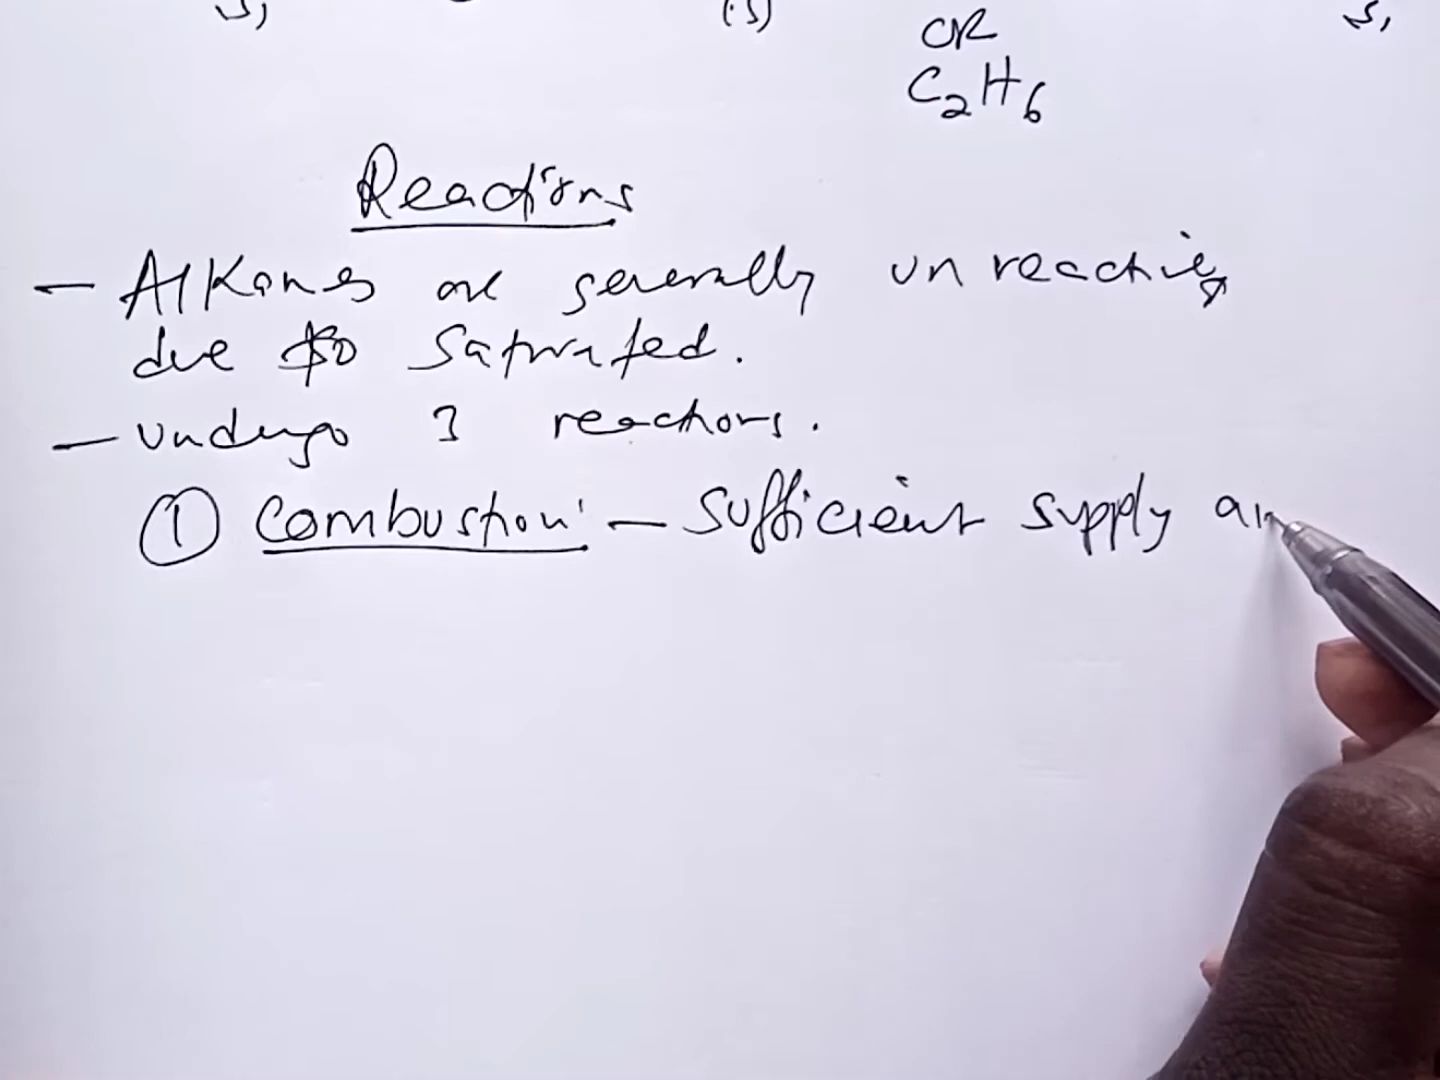 OR
C₂H₆
Reactions
- Alkanes are generally unreactive
due to saturated.
- Undergo 3 reactions.
① Combustion - Sufficient supply